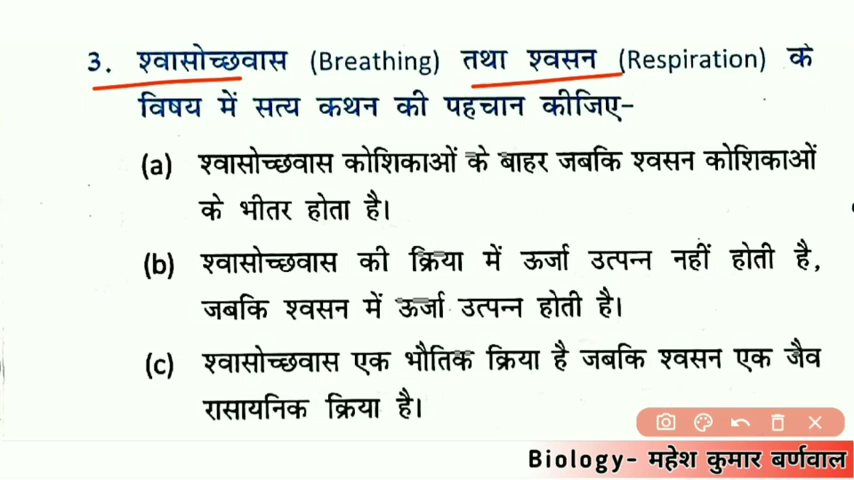 3. श्वासोच्छवास (Breathing) तथा श्वसन (Respiration) के
विषय में सत्य कथन की पहचान कीजिए-
(a) श्वासोच्छवास कोशिकाओं के बाहर जबकि श्वसन कोशिकाओं
के भीतर होता है।
(b) श्वासोच्छवास की क्रिया में ऊर्जा उत्पन्न नहीं होती है,
जबकि श्वसन में ऊर्जा उत्पन्न होती है।
(c) श्वासोच्छवास एक भौतिक क्रिया है जबकि श्वसन एक जैव
रासायनिक क्रिया है।
Biology- महेश कुमार बर्णवाल